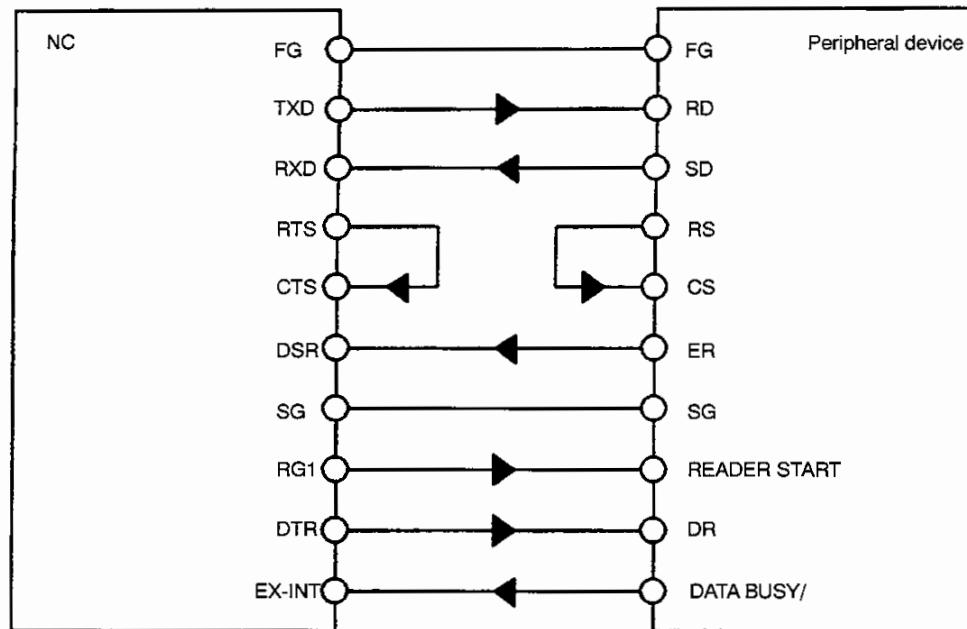 NC
Peripheral device
FG
FG
TXD
RD
RXD
SD
RTS
RS
CTS
CS
DSR
ER
SG
SG
RG1
READER START
DTR
DR
EX-INT
DATA BUSY/